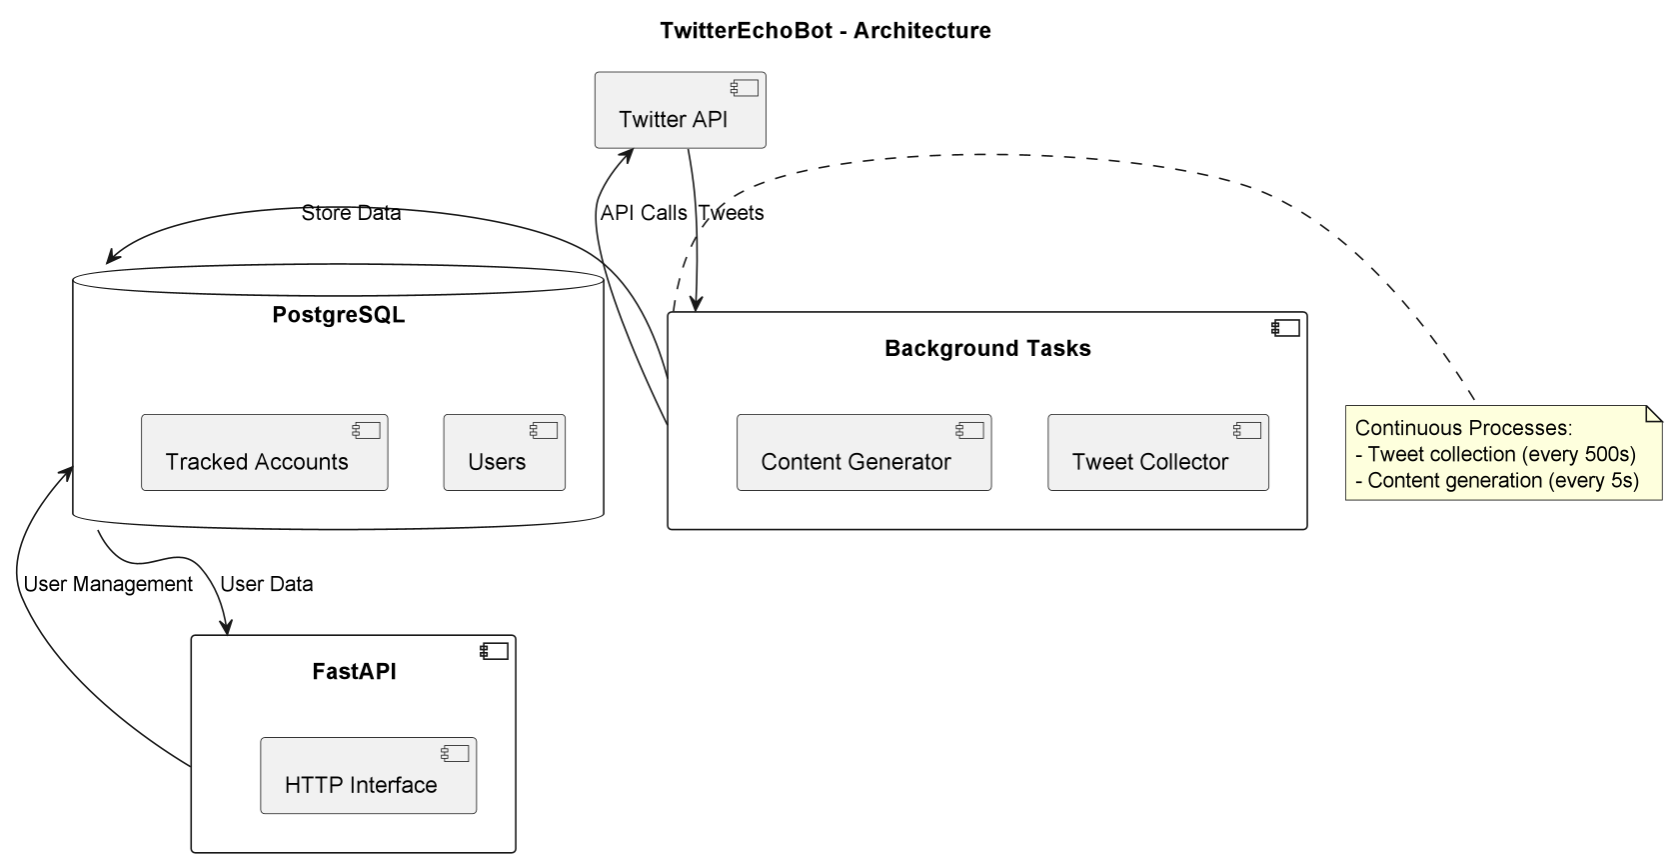 TwitterEchoBot - Architecture
Twitter API
Store Data
API Calls
Tweets
PostgreSQL
Tracked Accounts
Users
Background Tasks
Content Generator
Tweet Collector
Continuous Processes:
- Tweet collection (every 500s)
- Content generation (every 5s)
User Management
User Data
FastAPI
HTTP Interface